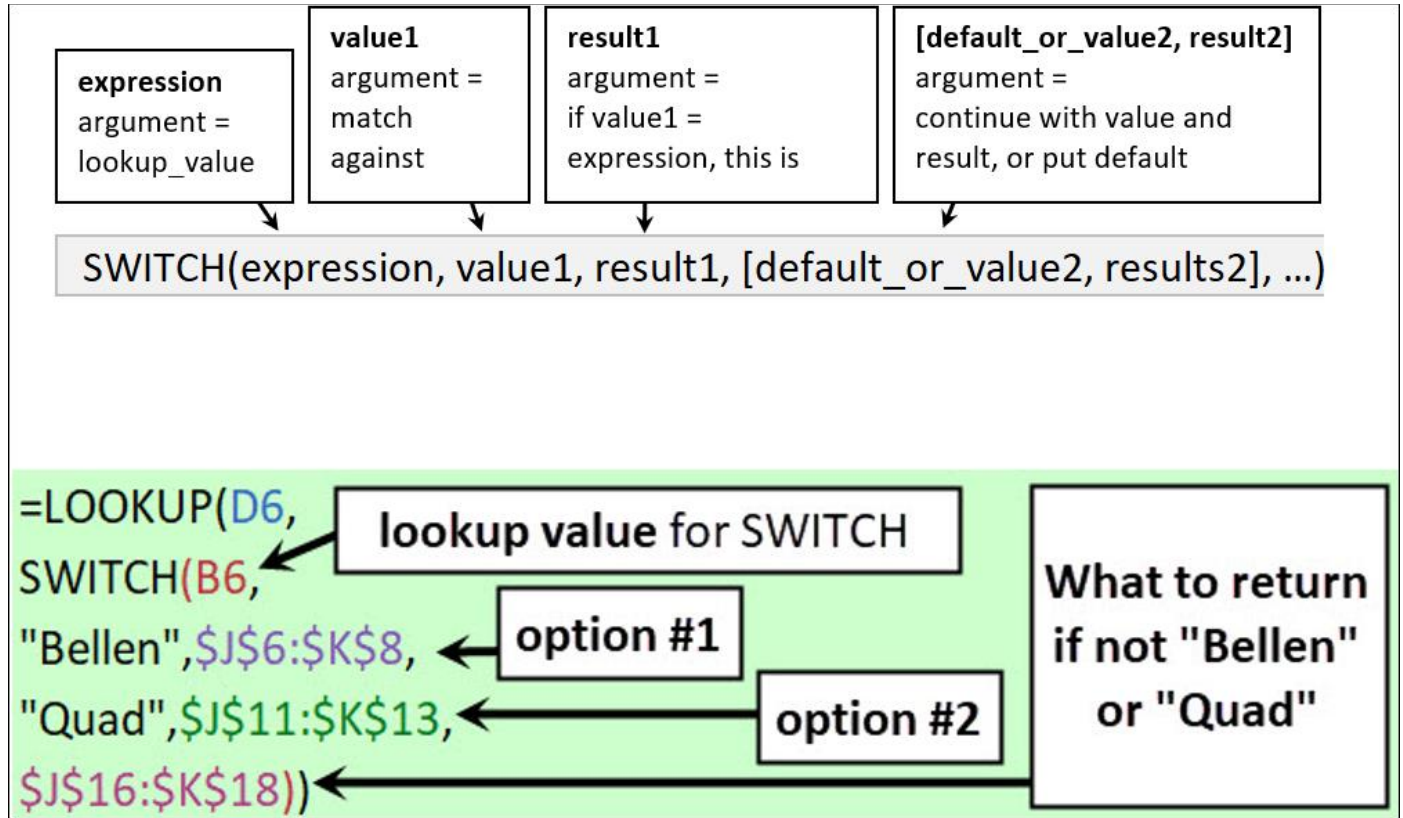 expression
argument =
lookup_value
value1
argument =
match
against
result1
argument =
if value1 =
expression, this is
[default_or_value2, result2]
argument =
continue with value and
result, or put default
SWITCH(expression, value1, result1, [default_or_value2, results2], ...)
=LOOKUP(D6,
SWITCH(B6,
"Bellen",$J$6:$K$8,
"Quad",$J$11:$K$13,
$J$16:$K$18))
lookup value for SWITCH
option #1
option #2
What to return
if not "Bellen"
or "Quad"